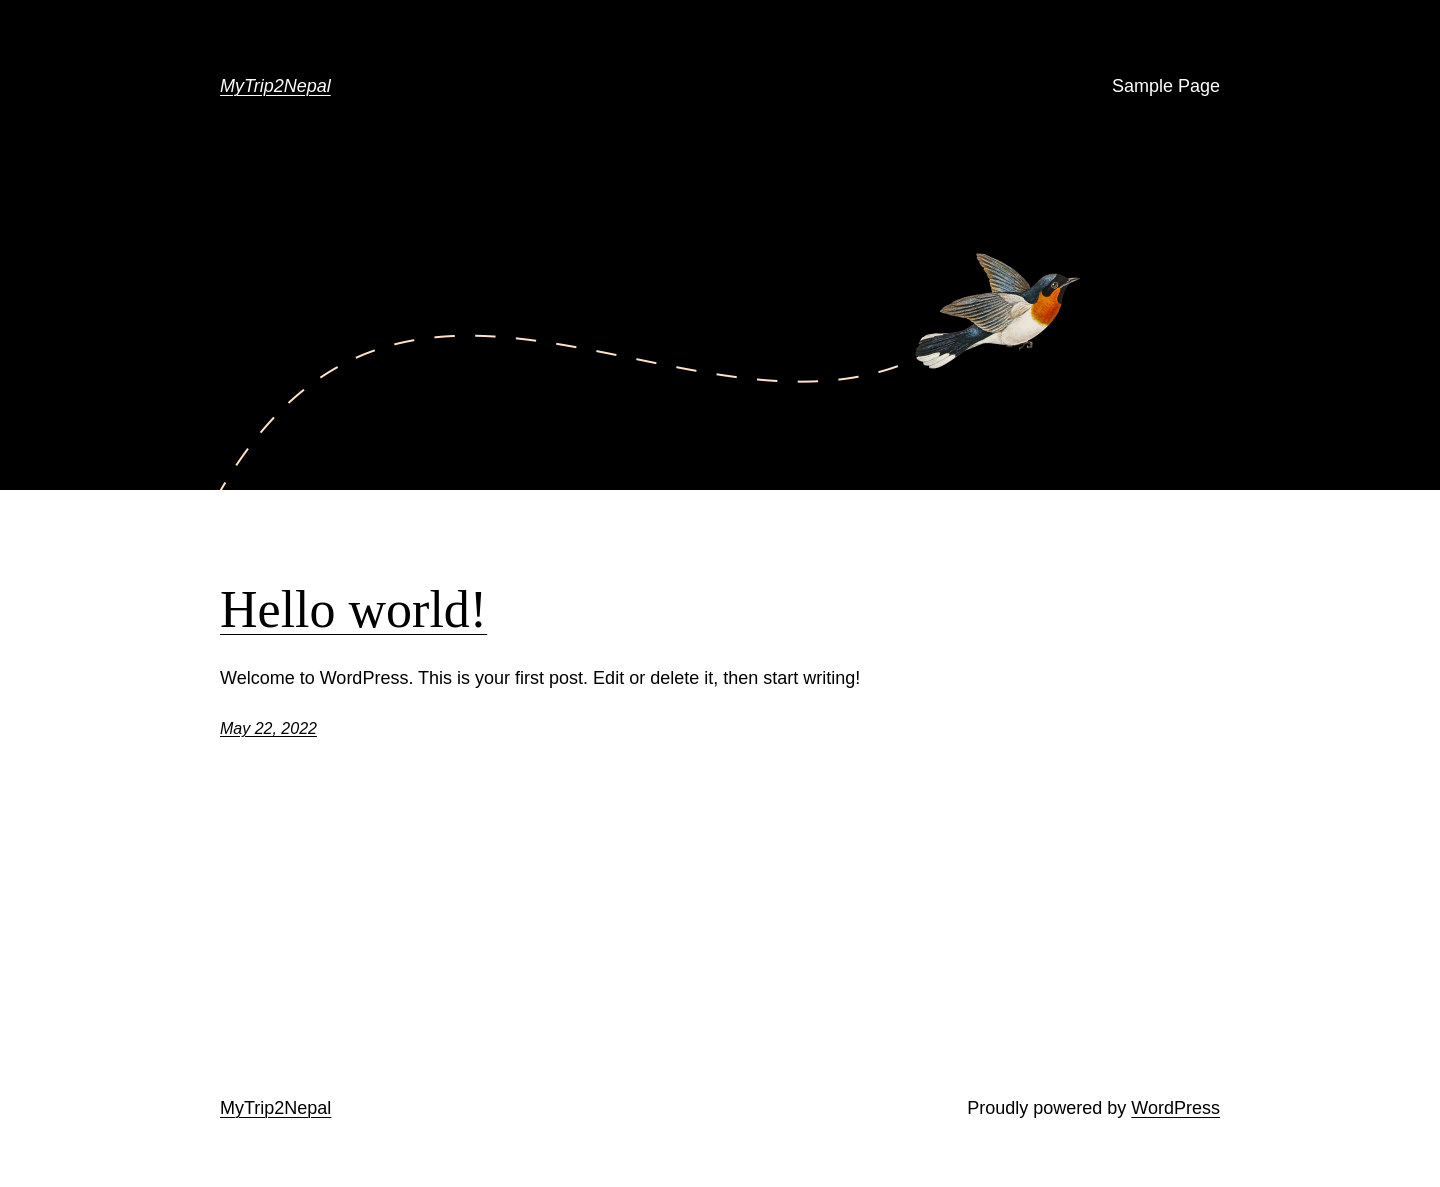 MyTrip2Nepal
Sample Page
Hello world!
Welcome to WordPress. This is your first post. Edit or delete it, then start writing!
May 22, 2022
MyTrip2Nepal
Proudly powered by WordPress